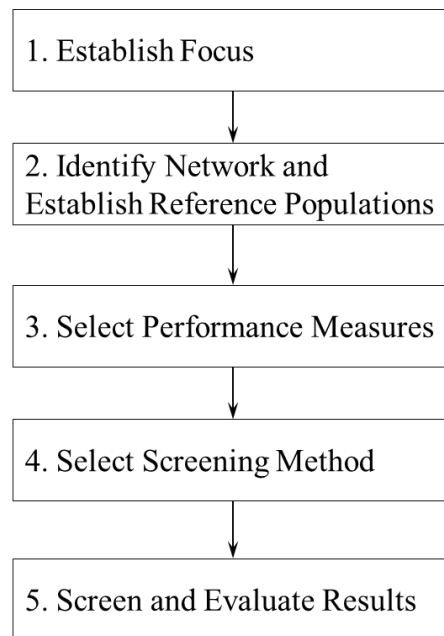 1. Establish Focus
2. Identify Network and
Establish Reference Populations
3. Select Performance Measures
4. Select Screening Method
5. Screen and Evaluate Results